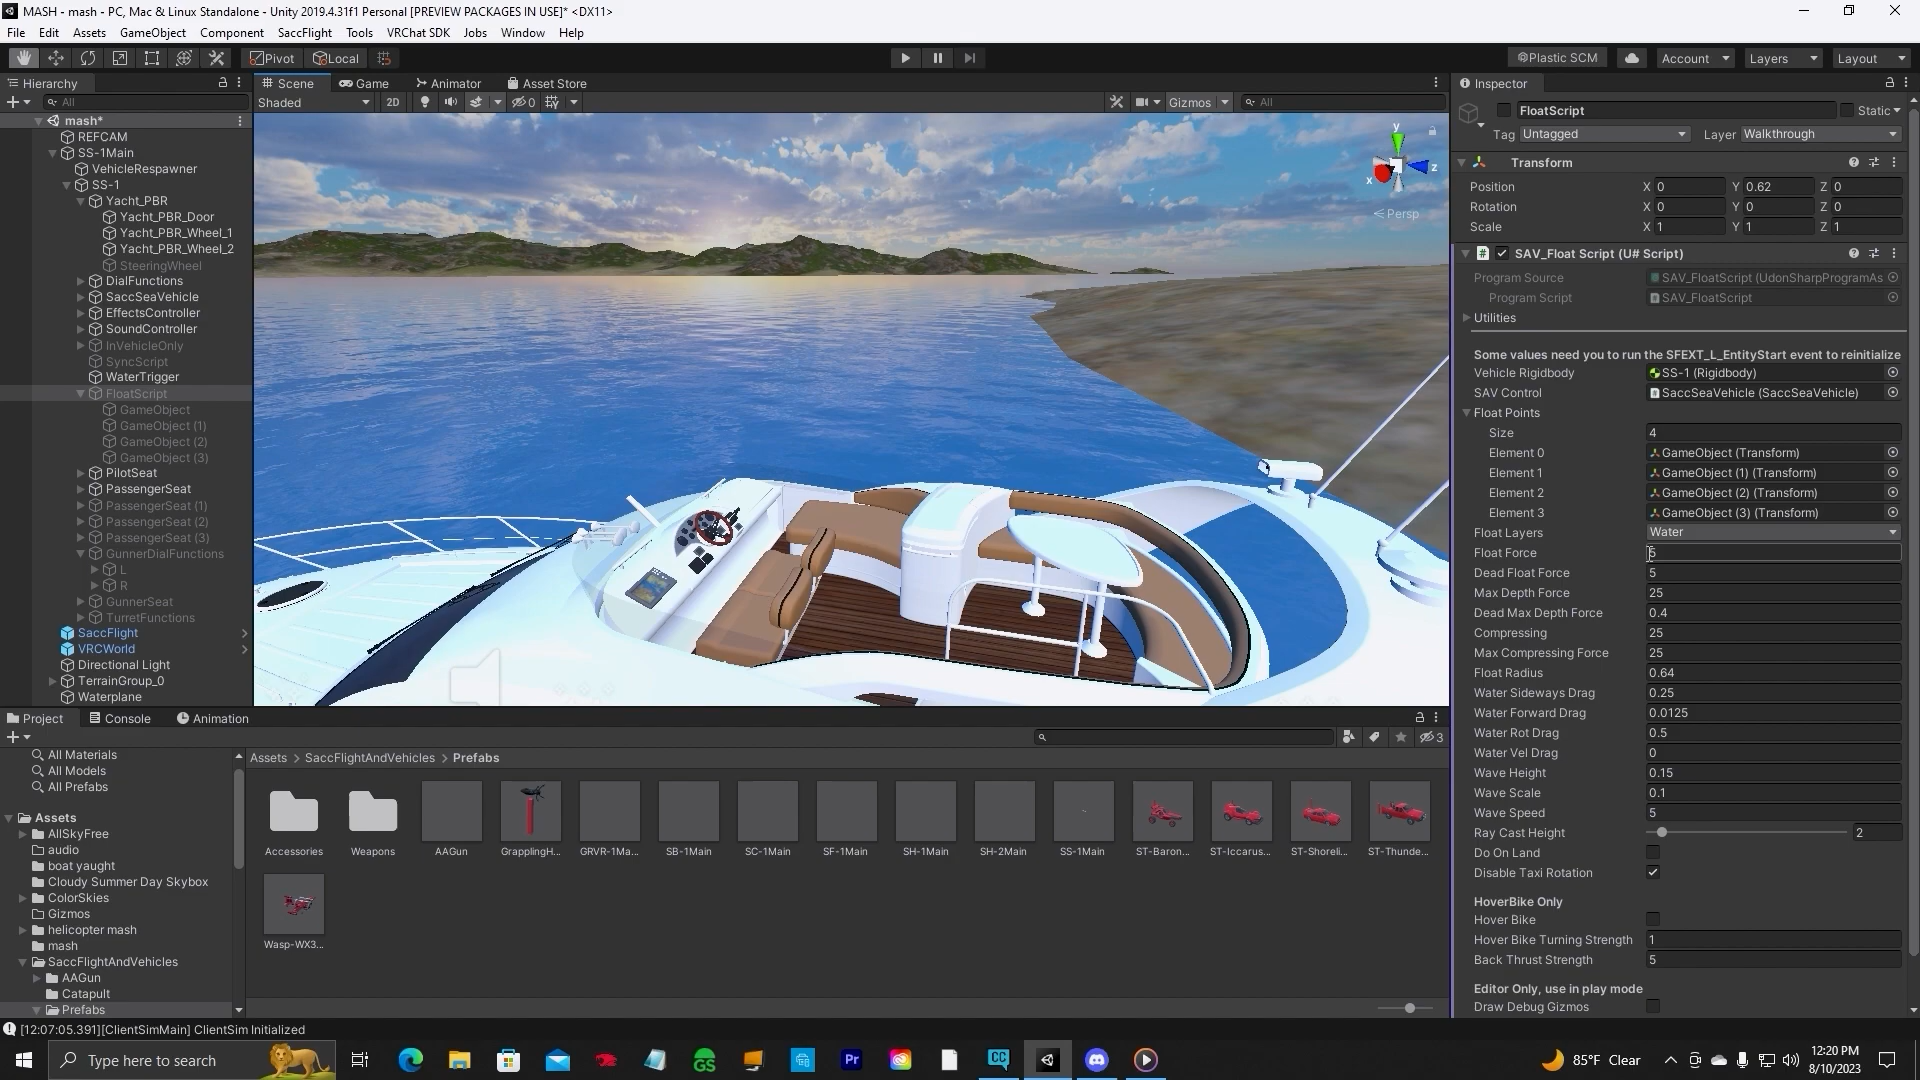 MASH - mash - PC, Mac & Linux Standalone - Unity 2019.4.31f1 Personal [PREVIEW PACKAGES IN USE]* <DX11>
File Edit Assets GameObject Component SaccFlight Tools VRChat SDK Jobs Window Help
Pivot Local Plastic SCM Account Layers Layout
Hierarchy
All
mash*
REFCAM
SS-1Main
VehicleRespawner
SS-1
Yacht_PBR
Yacht_PBR_Door
Yacht_PBR_Wheel_1
Yacht_PBR_Wheel_2
SteeringWheel
DialFunctions
SaccSeaVehicle
EffectsController
SoundController
InVehicleOnly
SyncScript
WaterTrigger
FloatScript
GameObject
GameObject (1)
GameObject (2)
GameObject (3)
PilotSeat
PassengerSeat
PassengerSeat (1)
PassengerSeat (2)
PassengerSeat (3)
GunnerDialFunctions
L
R
GunnerSeat
TurretFunctions
SaccFlight
VRCWorld
Directional Light
TerrainGroup_0
Waterplane
Scene Game Animator Asset Store
Shaded 2D 0 Gizmos All
y
x
z
Persp
Inspector
FloatScript Static
Tag Untagged Layer Walkthrough
Transform
Position X 0 Y 0.62 Z 0
Rotation X 0 Y 0 Z 0
Scale X 1 Y 1 Z 1
SAV_Float Script (U# Script)
Program Source SAV_FloatScript (UdonSharpProgramAs
Program Script SAV_FloatScript
Utilities
Some values need you to run the SFEXT_L_EntityStart event to reinitialize
Vehicle Rigidbody SS-1 (Rigidbody)
SAV Control SaccSeaVehicle (SaccSeaVehicle)
Float Points
Size 4
Element 0 GameObject (Transform)
Element 1 GameObject (1) (Transform)
Element 2 GameObject (2) (Transform)
Element 3 GameObject (3) (Transform)
Float Layers Water
Float Force
Dead Float Force 5
Max Depth Force 25
Dead Max Depth Force 0.4
Compressing 25
Max Compressing Force 25
Float Radius 0.64
Water Sideways Drag 0.25
Water Forward Drag 0.0125
Water Rot Drag 0.5
Water Vel Drag 0
Wave Height 0.15
Wave Scale 0.1
Wave Speed 5
Ray Cast Height 2
Do On Land
Disable Taxi Rotation
HoverBike Only
Hover Bike
Hover Bike Turning Strength 1
Back Thrust Strength 5
Editor Only, use in play mode
Draw Debug Gizmos
Project Console Animation
3
All Materials
All Models
All Prefabs
Assets
AllSkyFree
audio
boat yaught
Cloudy Summer Day Skybox
ColorSkies
Gizmos
helicopter mash
mash
SaccFlightAndVehicles
AAGun
Catapult
Prefabs
Assets > SaccFlightAndVehicles > Prefabs
Accessories Weapons AAGun GrapplingH... GRVR-1Ma... SB-1Main SC-1Main SF-1Main SH-1Main SH-2Main SS-1Main ST-Baron... ST-Iccarus... ST-Shoreli... ST-Thunde...
Wasp-WX3...
[12:07:05.391][ClientSimMain] ClientSim Initialized
Type here to search
GS
Pr
CC
85°F Clear
12:20 PM
8/10/2023